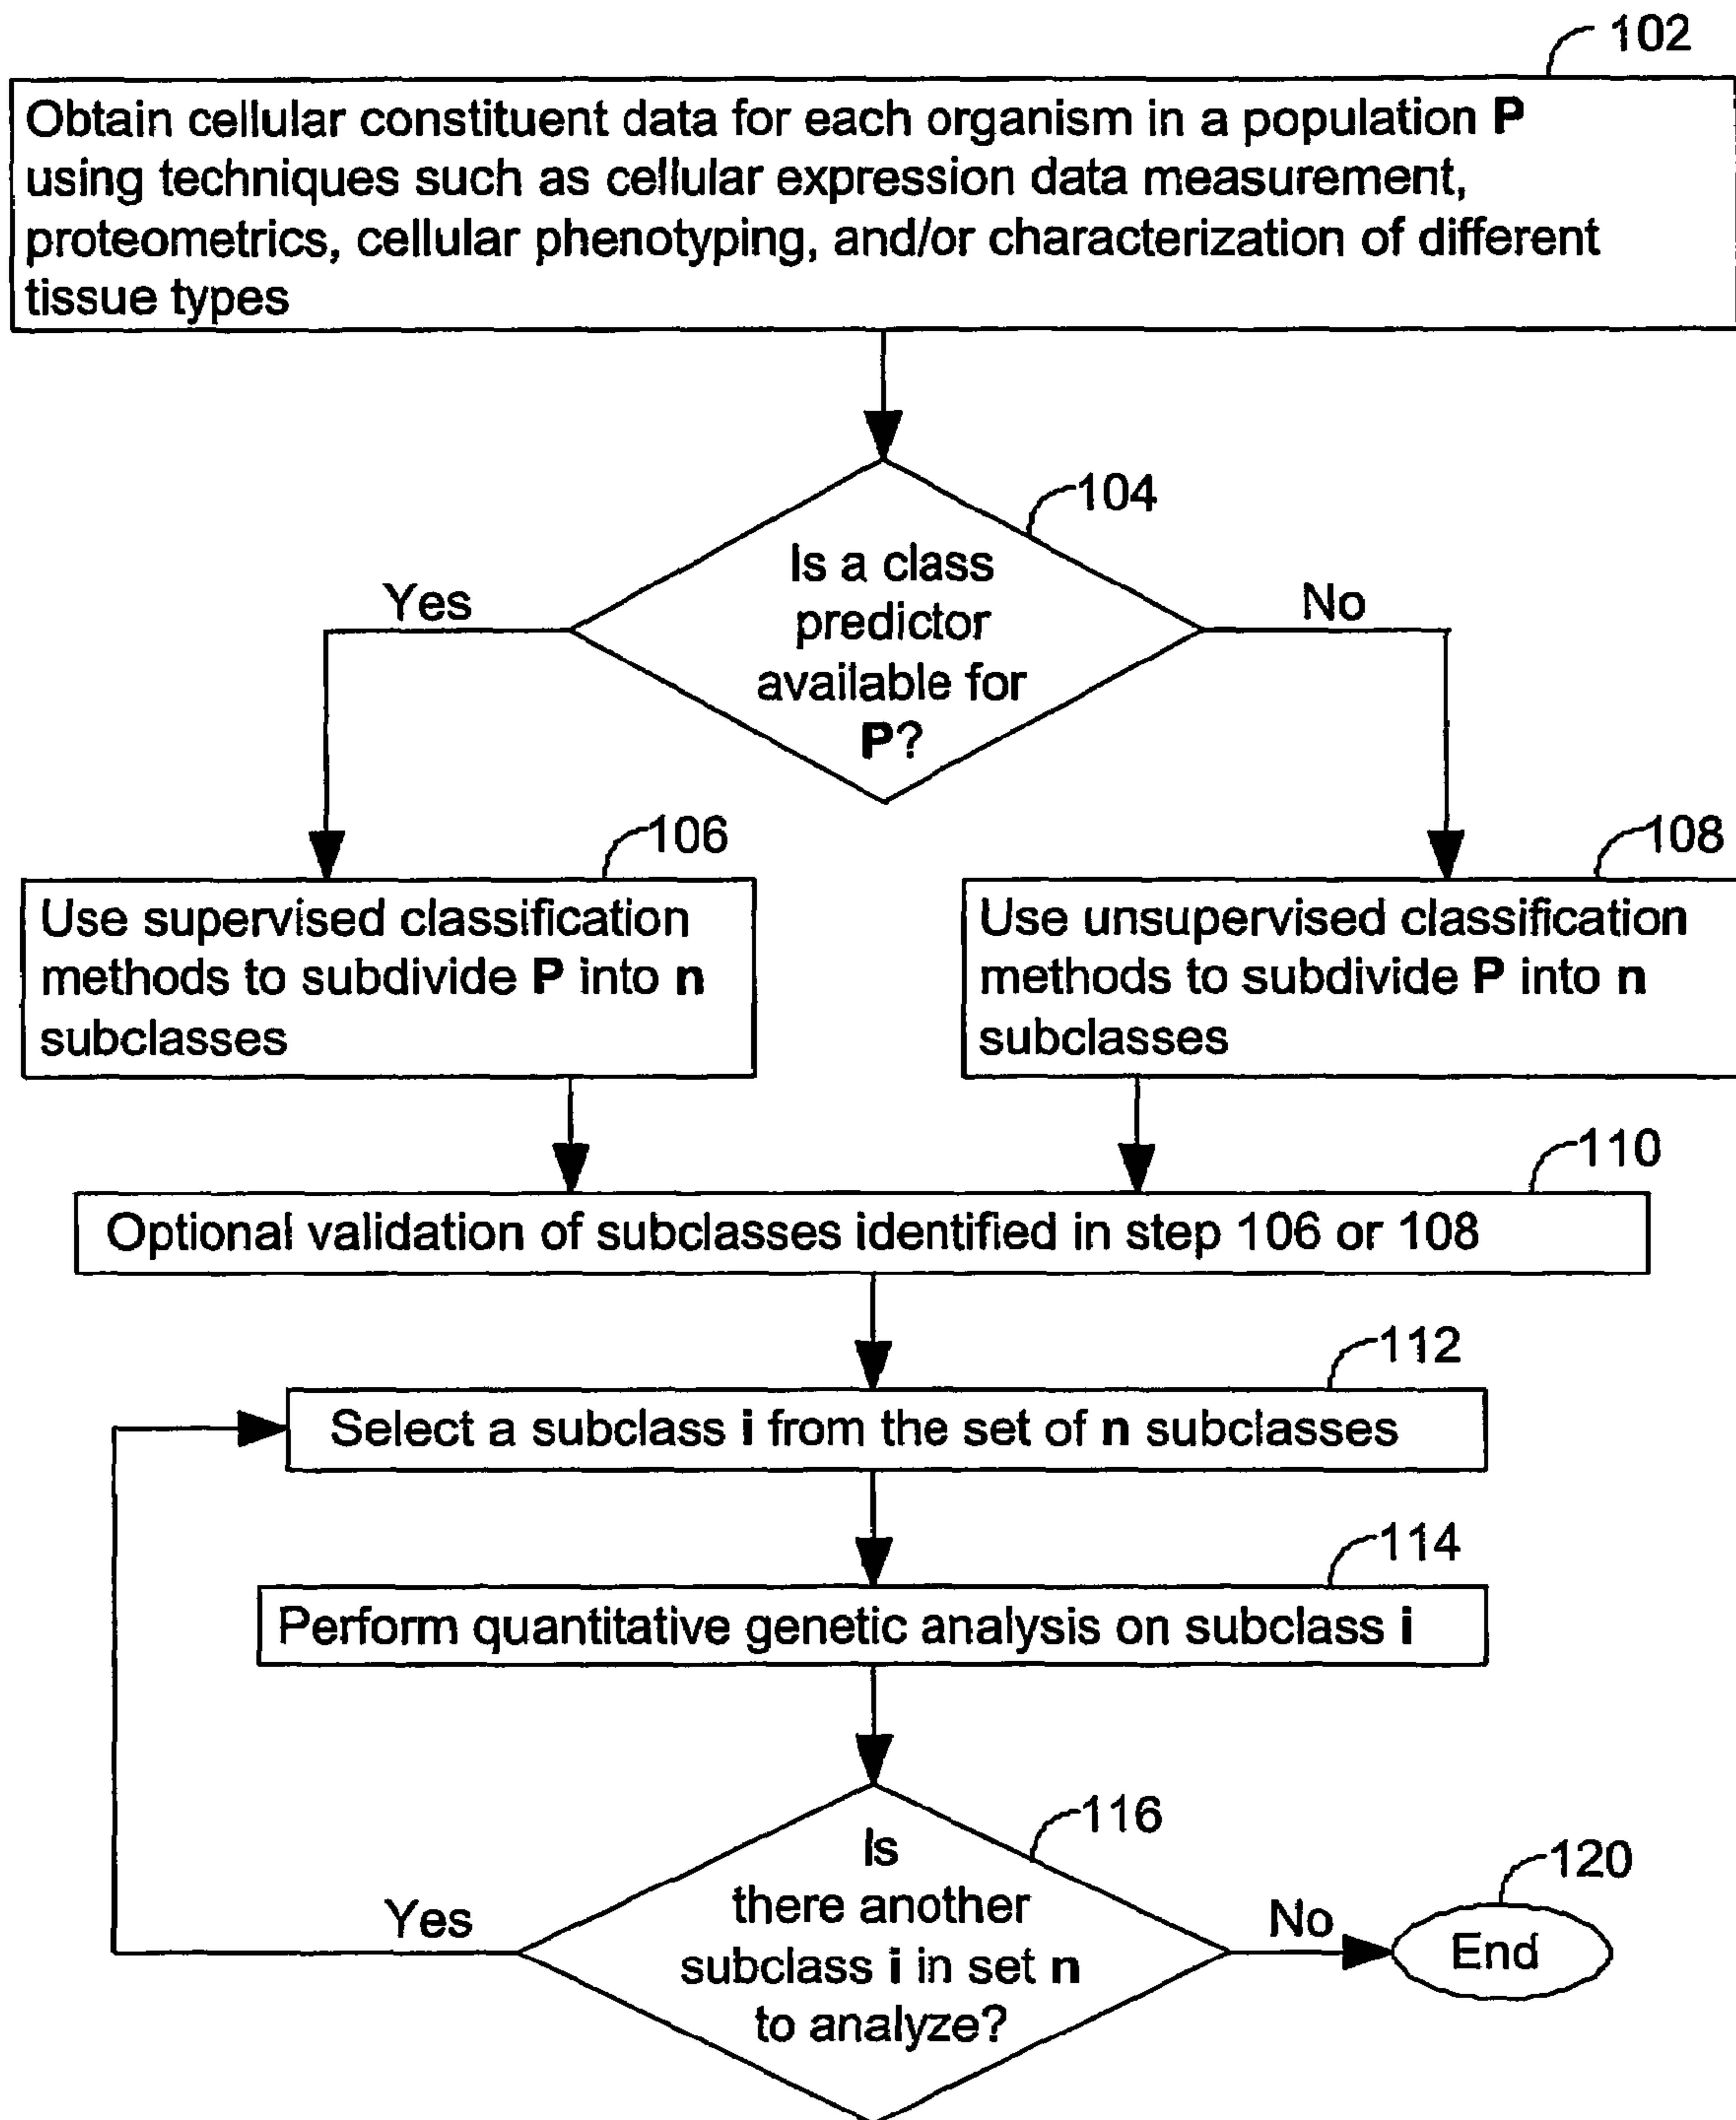 102
Obtain cellular constituent data for each organism in a population P
using techniques such as cellular expression data measurement,
proteometrics, cellular phenotyping, and/or characterization of different
tissue types
104
Is a class
predictor
available for
P?
Yes
No
106
Use supervised classification
methods to subdivide P into n
subclasses
108
Use unsupervised classification
methods to subdivide P into n
subclasses
110
Optional validation of subclasses identified in step 106 or 108
112
Select a subclass i from the set of n subclasses
114
Perform quantitative genetic analysis on subclass i
116
Is
there another
subclass i in set n
to analyze?
Yes
No
120
End